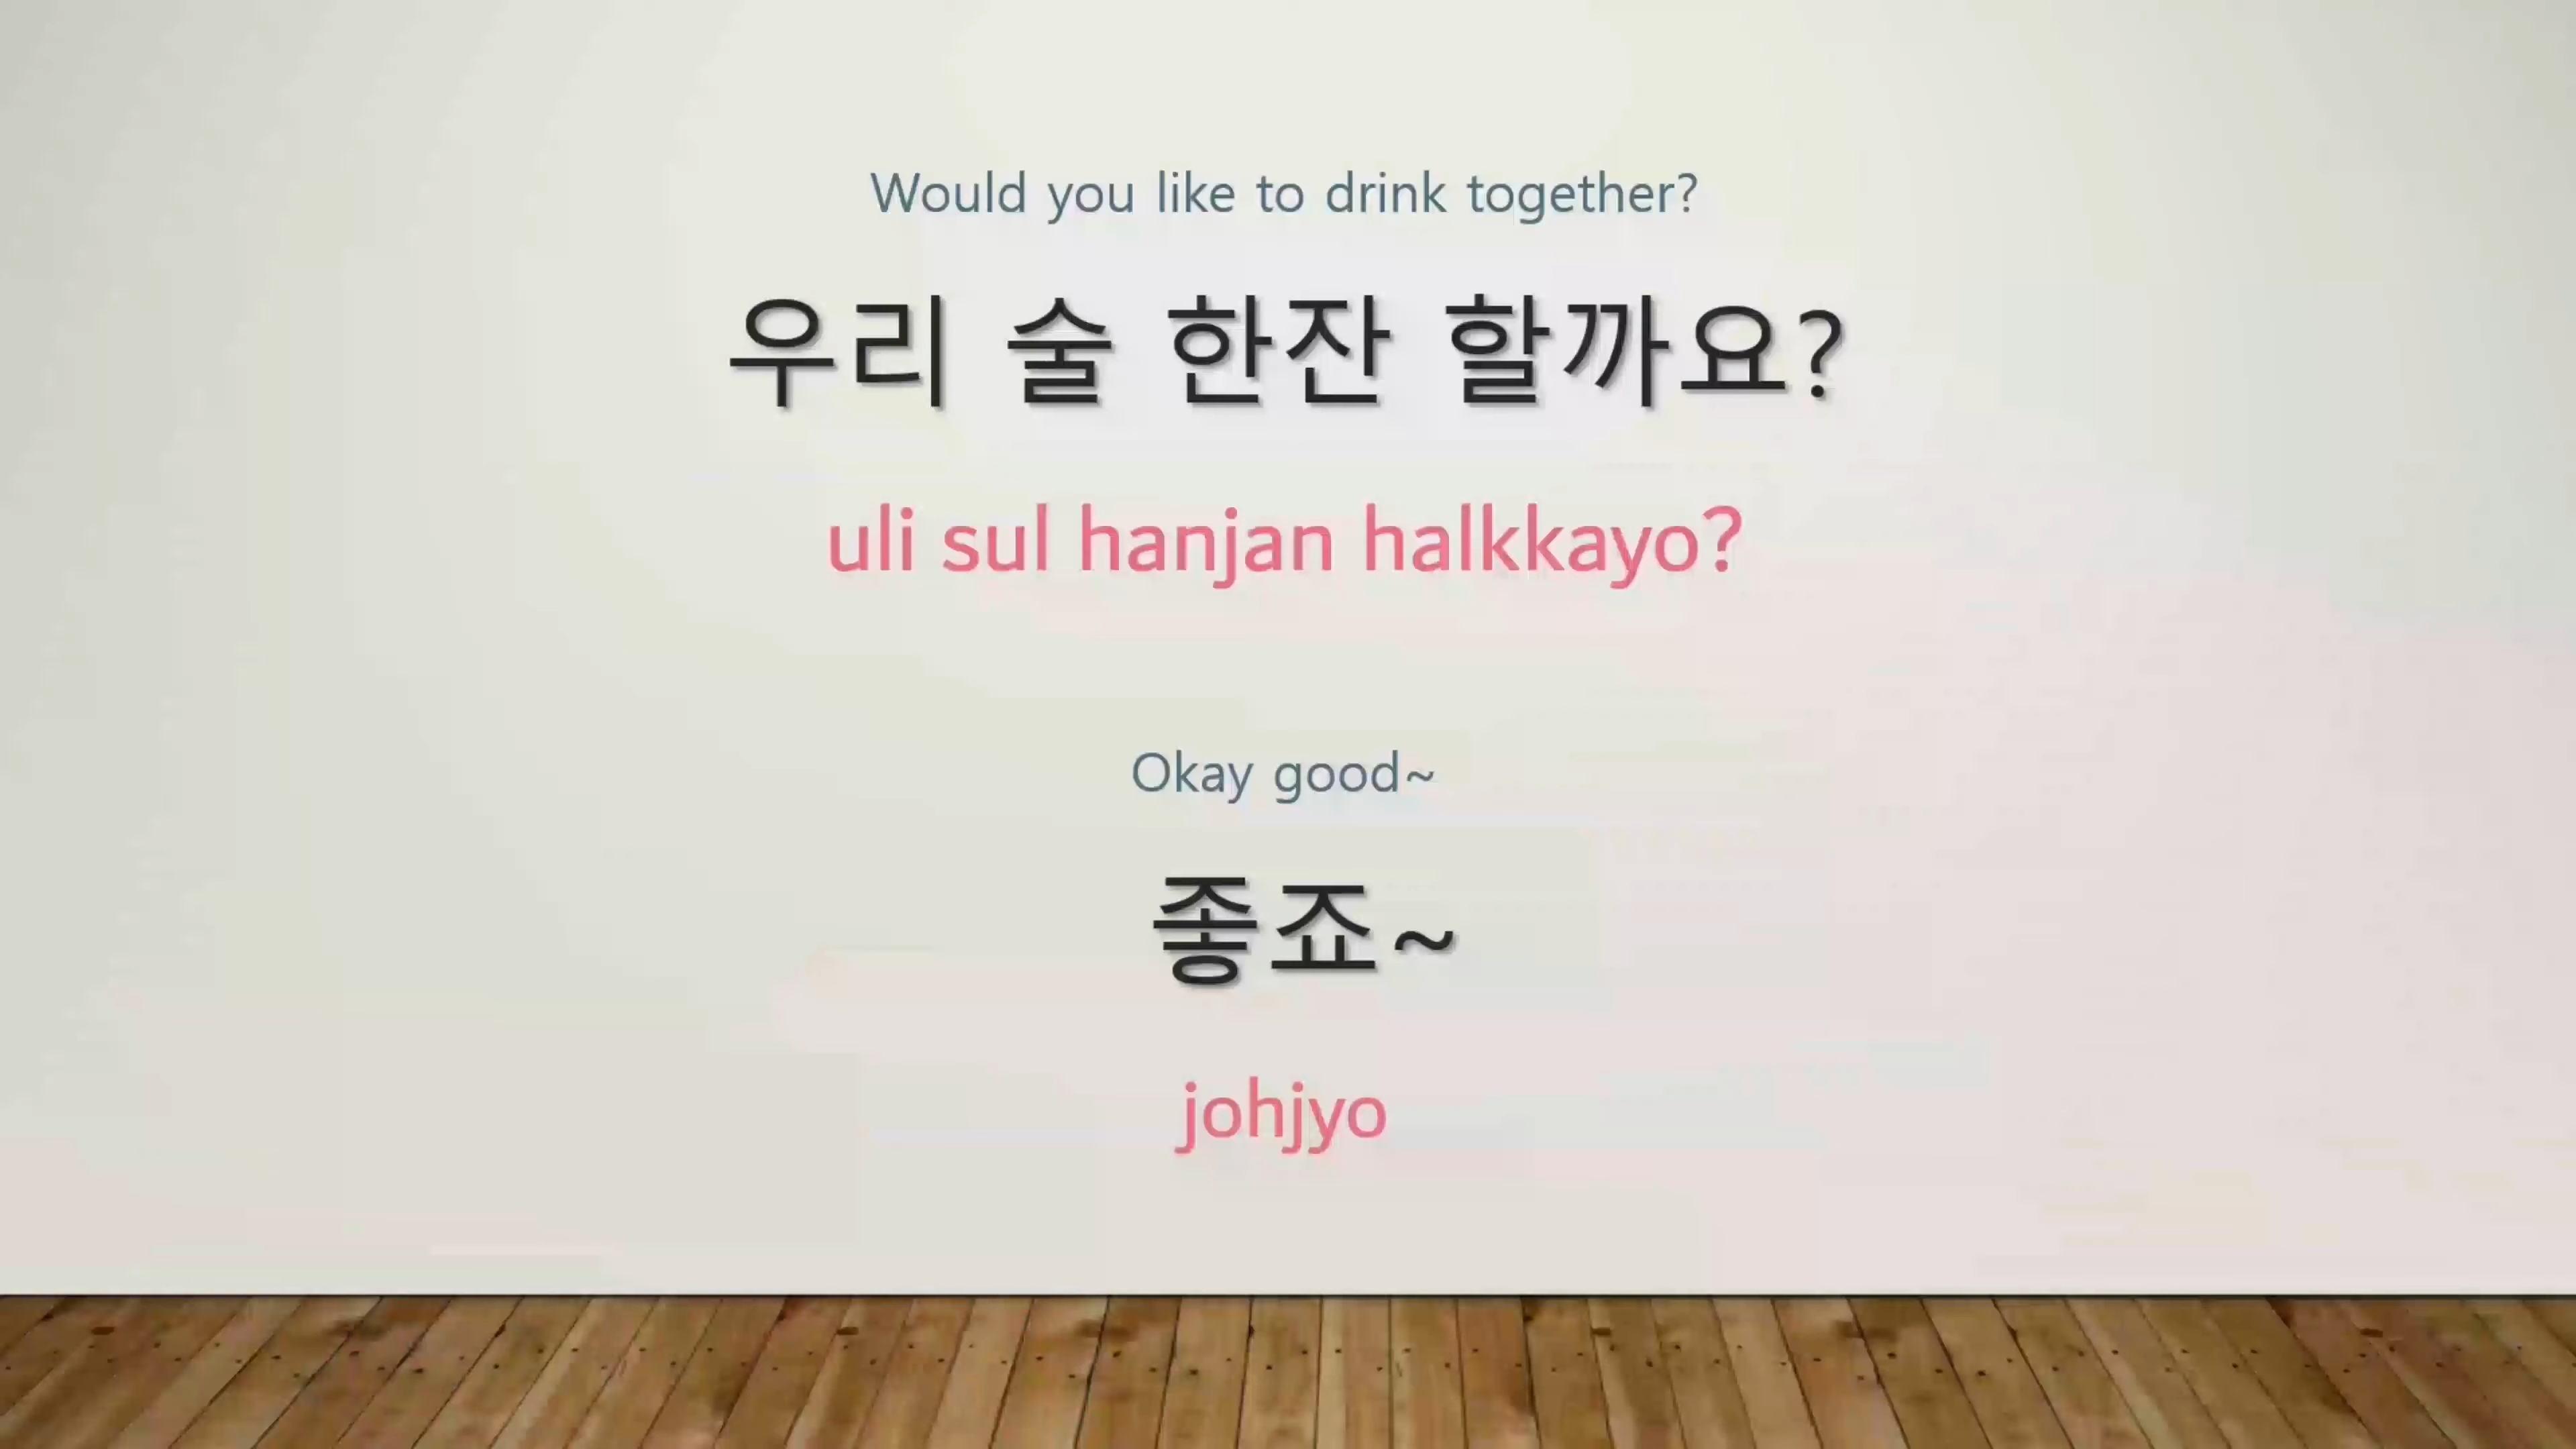 Would you like to drink together?
우리 술 한잔 할까요?
uli sul hanjan halkkayo?
Okay good~
좋죠~
johjyo